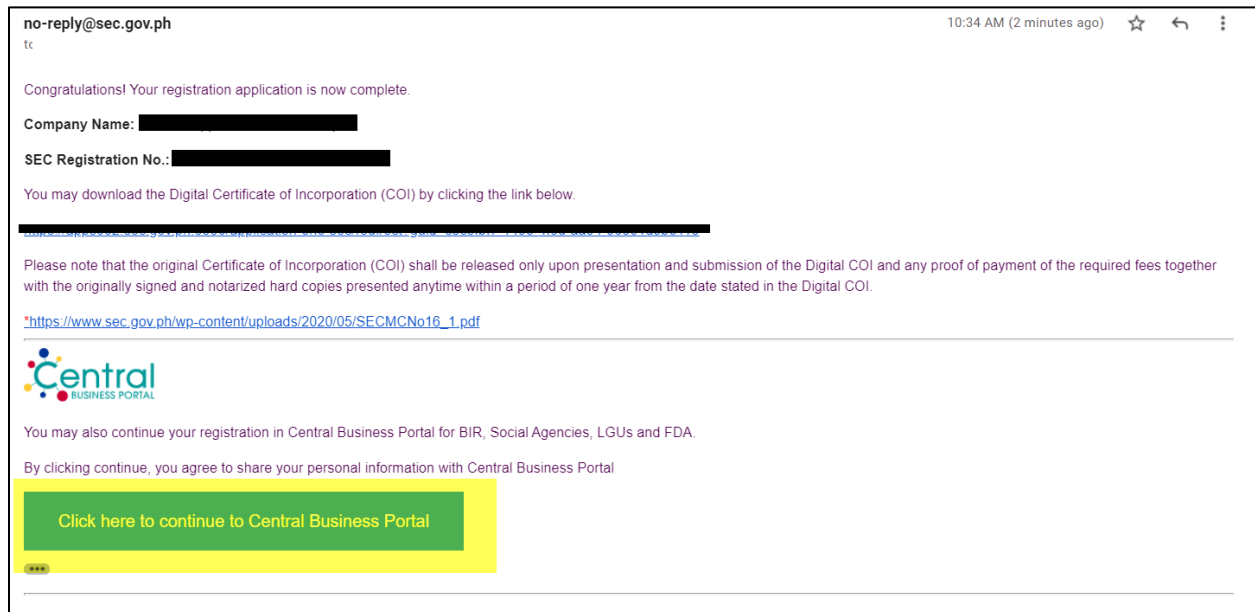 no-reply@sec.gov.ph
10:34 AM (2 minutes ago)
Congratulations! Your registration application is now complete.
Company Name:
SEC Registration No.:
You may download the Digital Certificate of Incorporation (COI) by clicking the link below.
Please note that the original Certificate of Incorporation (COI) shall be released only upon presentation and submission of the Digital COI and any proof of payment of the required fees together
with the originally signed and notarized hard copies presented anytime within a period of one year from the date stated in the Digital COI.
*https://www.sec.gov.ph/wp-content/uploads/2020/05/SECMCNo16_1.pdf
Central
BUSINESS PORTAL
You may also continue your registration in Central Business Portal for BIR, Social Agencies, LGUs and FDA.
By clicking continue, you agree to share your personal information with Central Business Portal
Click here to continue to Central Business Portal